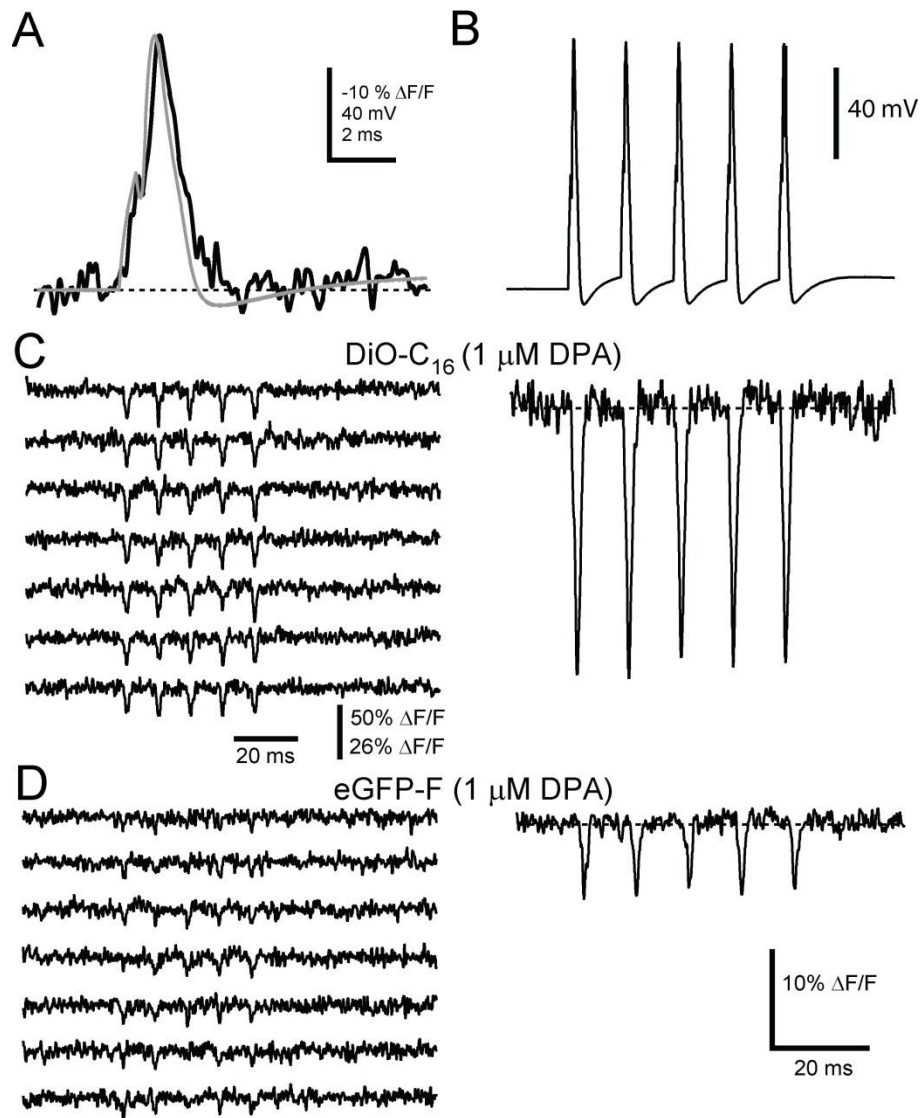 A
-10 % ΔF/F
40 mV
2 ms
B
40 mV
C
DiO-C₁₆ (1 μM DPA)
50% ΔF/F
26% ΔF/F
20 ms
D
eGFP-F (1 μM DPA)
10% ΔF/F
20 ms